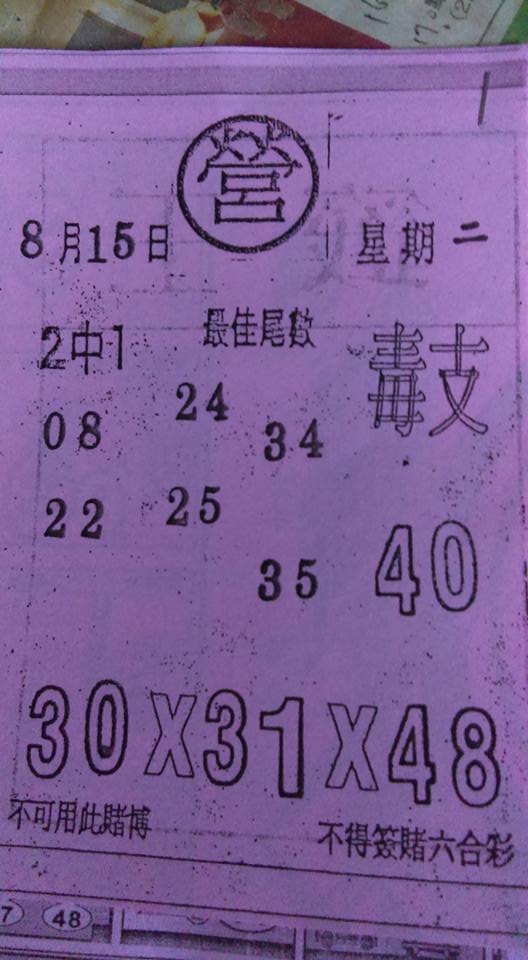 營
8月15日 星期二
2中1 最佳尾數 毒支
08 24 34
22 25
35 40
30X31X48
不可用此賭博
不得簽賭六合彩
7 48